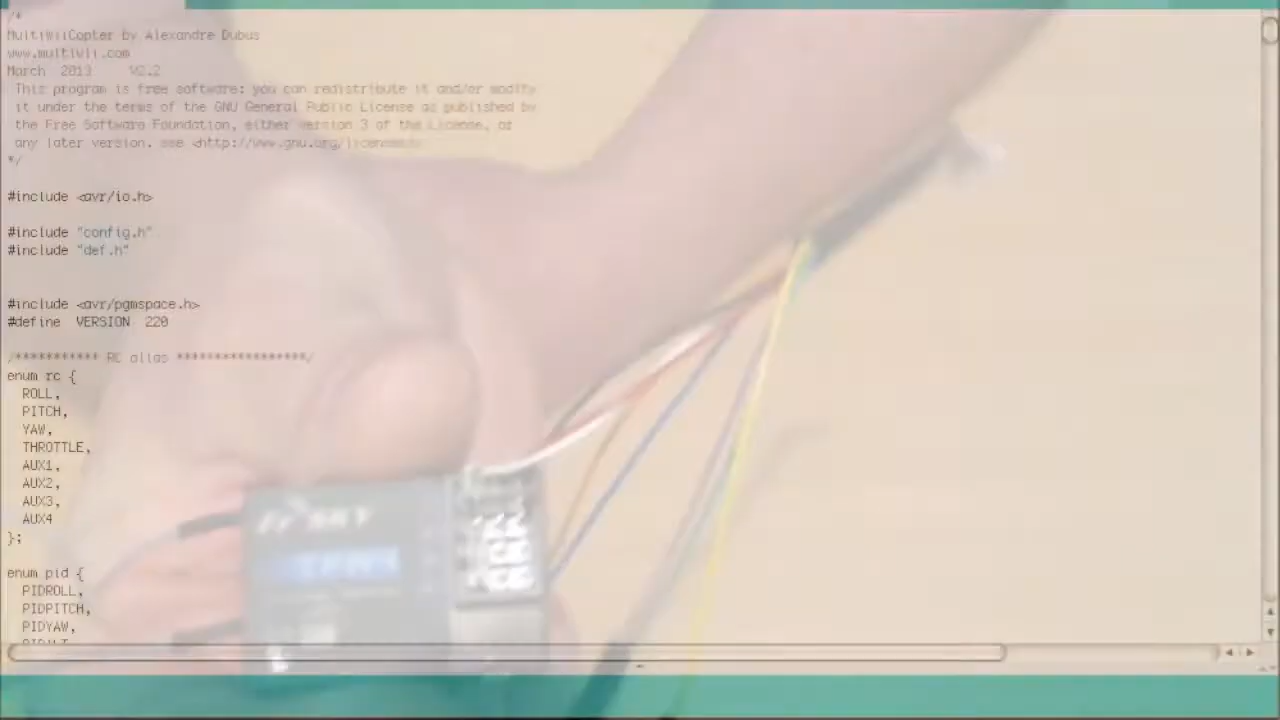 /*
MultiWiiCopter by Alexandre Dubus
www.multiwii.com
March  2013     V2.2
 This program is free software: you can redistribute it and/or modify
 it under the terms of the GNU General Public License as published by
 the Free Software Foundation, either version 3 of the License, or
 any later version. see <http://www.gnu.org/licenses/>
*/
#include <avr/io.h>
#include "config.h"
#include "def.h"
#include <avr/pgmspace.h>
#define  VERSION  220
/*********** RC alias *****************/
enum rc {
  ROLL,
  PITCH,
  YAW,
  THROTTLE,
  AUX1,
  AUX2,
  AUX3,
  AUX4
};
enum pid {
  PIDROLL,
  PIDPITCH,
  PIDYAW,
FrSKY